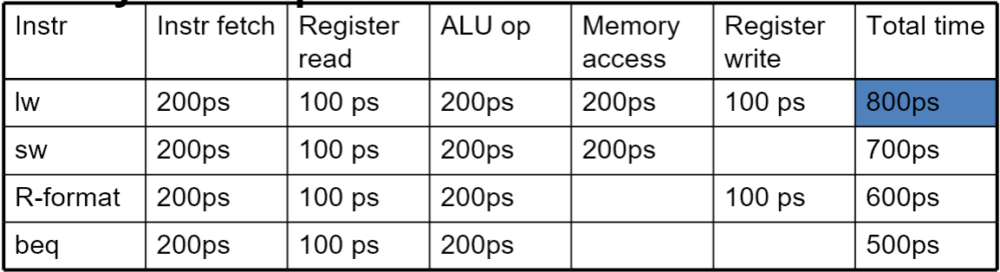 Instr Instr fetch Register read ALU op Memory access Register write Total time
lw 200ps 100 ps 200ps 200ps 100 ps 800ps
sw 200ps 100 ps 200ps 200ps 700ps
R-format 200ps 100 ps 200ps 100 ps 600ps
beq 200ps 100 ps 200ps 500ps